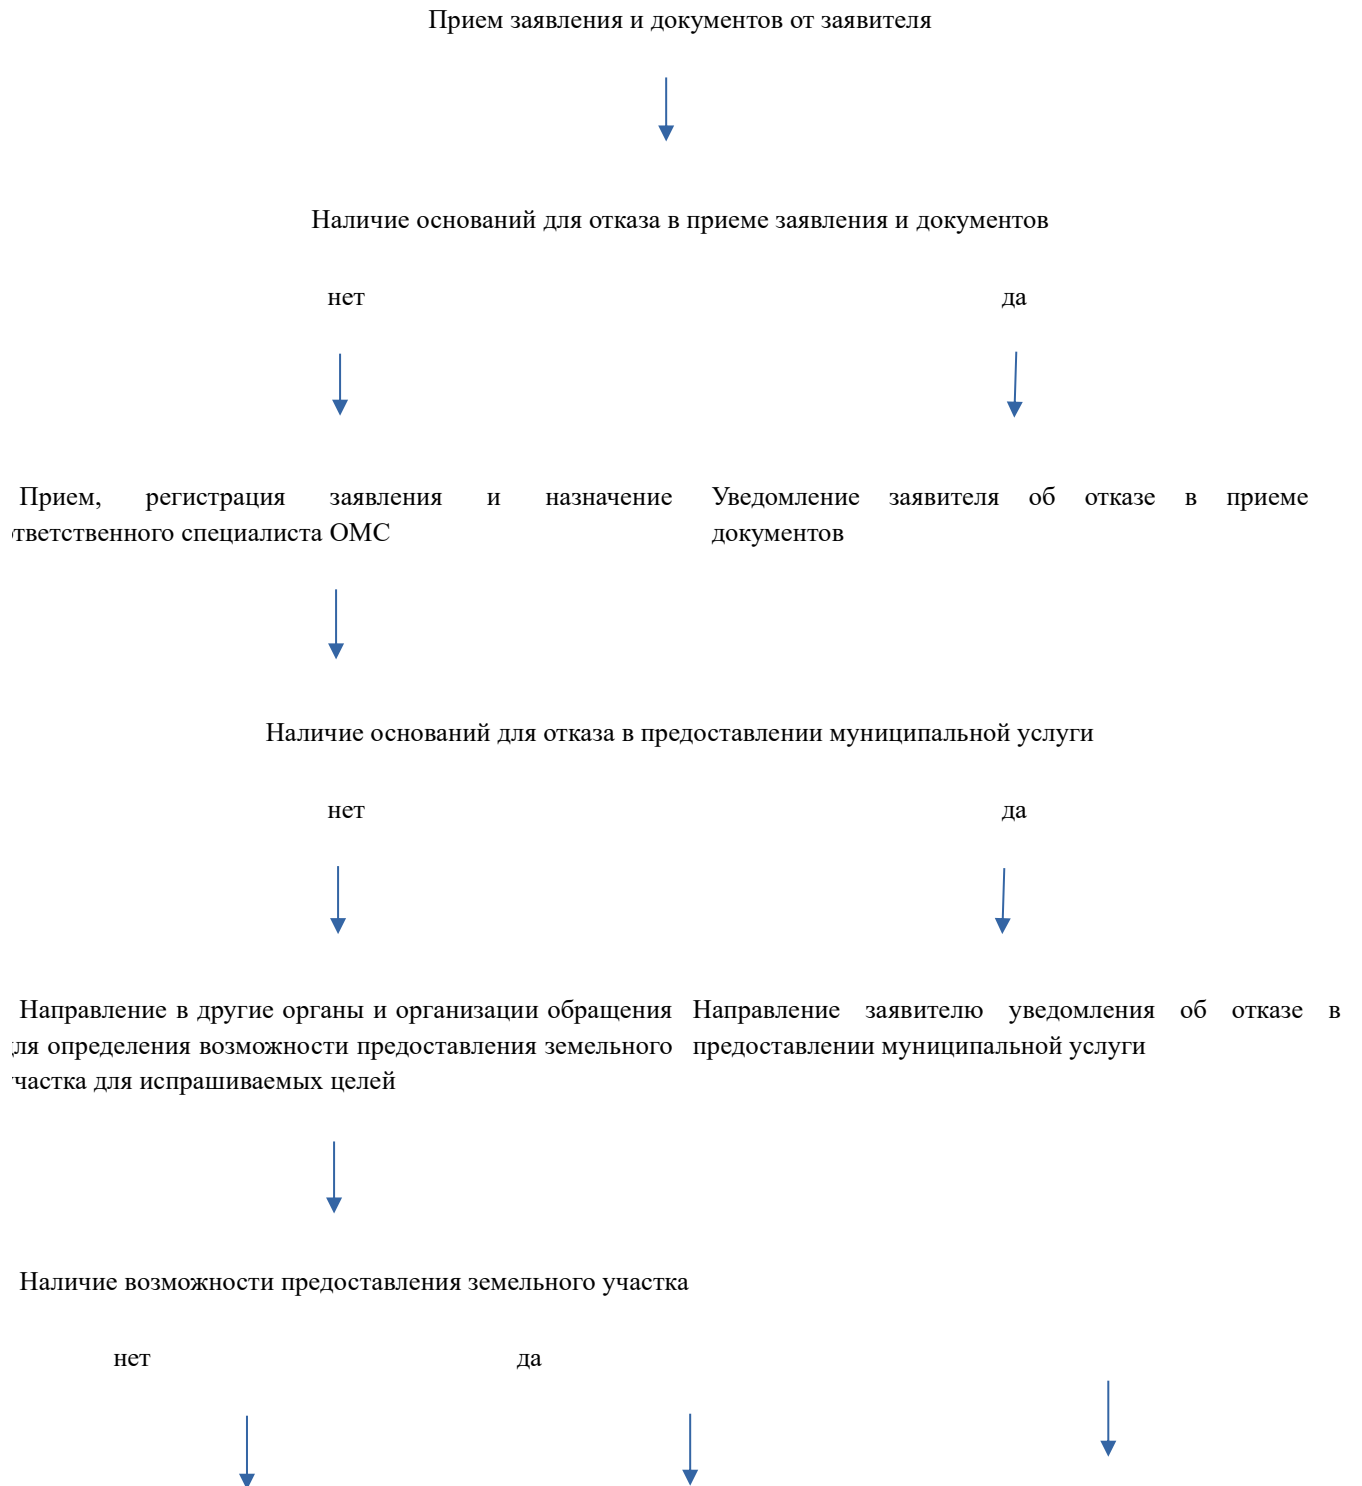 Прием заявления и документов от заявителя
Наличие оснований для отказа в приеме заявления и документов
нет
да
Прием, регистрация заявления и назначение
тветственного специалиста ОМС
Уведомление заявителя об отказе в приеме
документов
Наличие оснований для отказа в предоставлении муниципальной услуги
нет
да
Направление в другие органы и организации обращения
ля определения возможности предоставления земельного
частка для испрашиваемых целей
Направление заявителю уведомления об отказе в
предоставлении муниципальной услуги
Наличие возможности предоставления земельного участка
нет
да